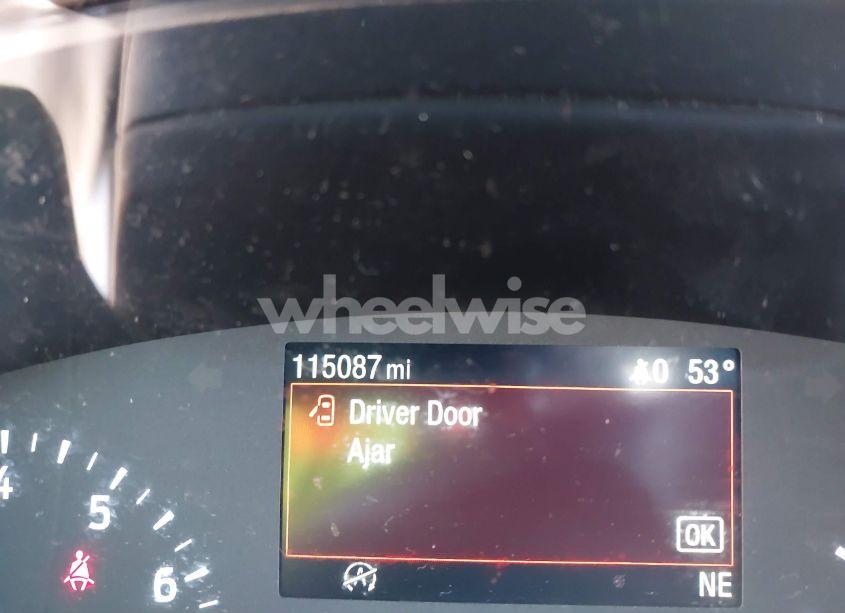 wheelwise
115087 mi 0 53°
Driver Door
Ajar
4
5
OK
6
NE